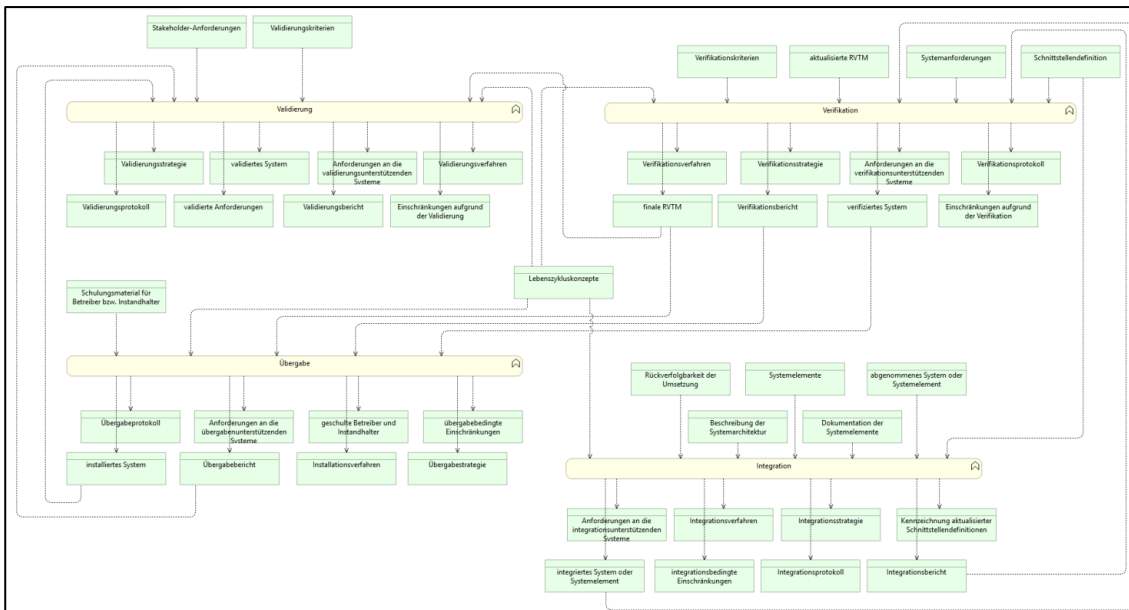 Stakeholder-Anforderungen
Validierungskriterien
Verifikationskriterien
aktualisierte RVTM
Systemanforderungen
Schnittstellendefinition
Validierung
Verifikation
Validierungsstrategie
validiertes System
Anforderungen an die
validierungsunterstützenden
Systeme
Validierungsverfahren
Verifikationsverfahren
Verifikationsstrategie
Anforderungen an die
verifikationsunterstützenden
Systeme
Verifikationsprotokoll
Validierungsprotokoll
validierte Anforderungen
Validierungsbericht
Einschränkungen aufgrund
der Validierung
finale RVTM
Verifikationsbericht
verifiziertes System
Einschränkungen aufgrund
der Verifikation
Lebenszykluskonzepte
Schulungsmaterial für
Betreiber bzw. Instandhalter
Übergabe
Rückverfolgbarkeit der
Umsetzung
Systemelemente
abgenommenes System oder
Systemelement
Übergabeprotokoll
Anforderungen an die
übergabenunterstützenden
Systeme
geschulte Betreiber und
Instandhalter
übergabebedingte
Einschränkungen
Beschreibung der
Systemarchitektur
Dokumentation der
Systemelemente
installiertes System
Übergabebericht
Installationsverfahren
Übergabestrategie
Integration
Anforderungen an die
integrationsunterstützenden
Systeme
Integrationsverfahren
Integrationsstrategie
Kennzeichnung aktualisierter
Schnittstellendefinitionen
integriertes System oder
Systemelement
integrationsbedingte
Einschränkungen
Integrationsprotokoll
Integrationsbericht